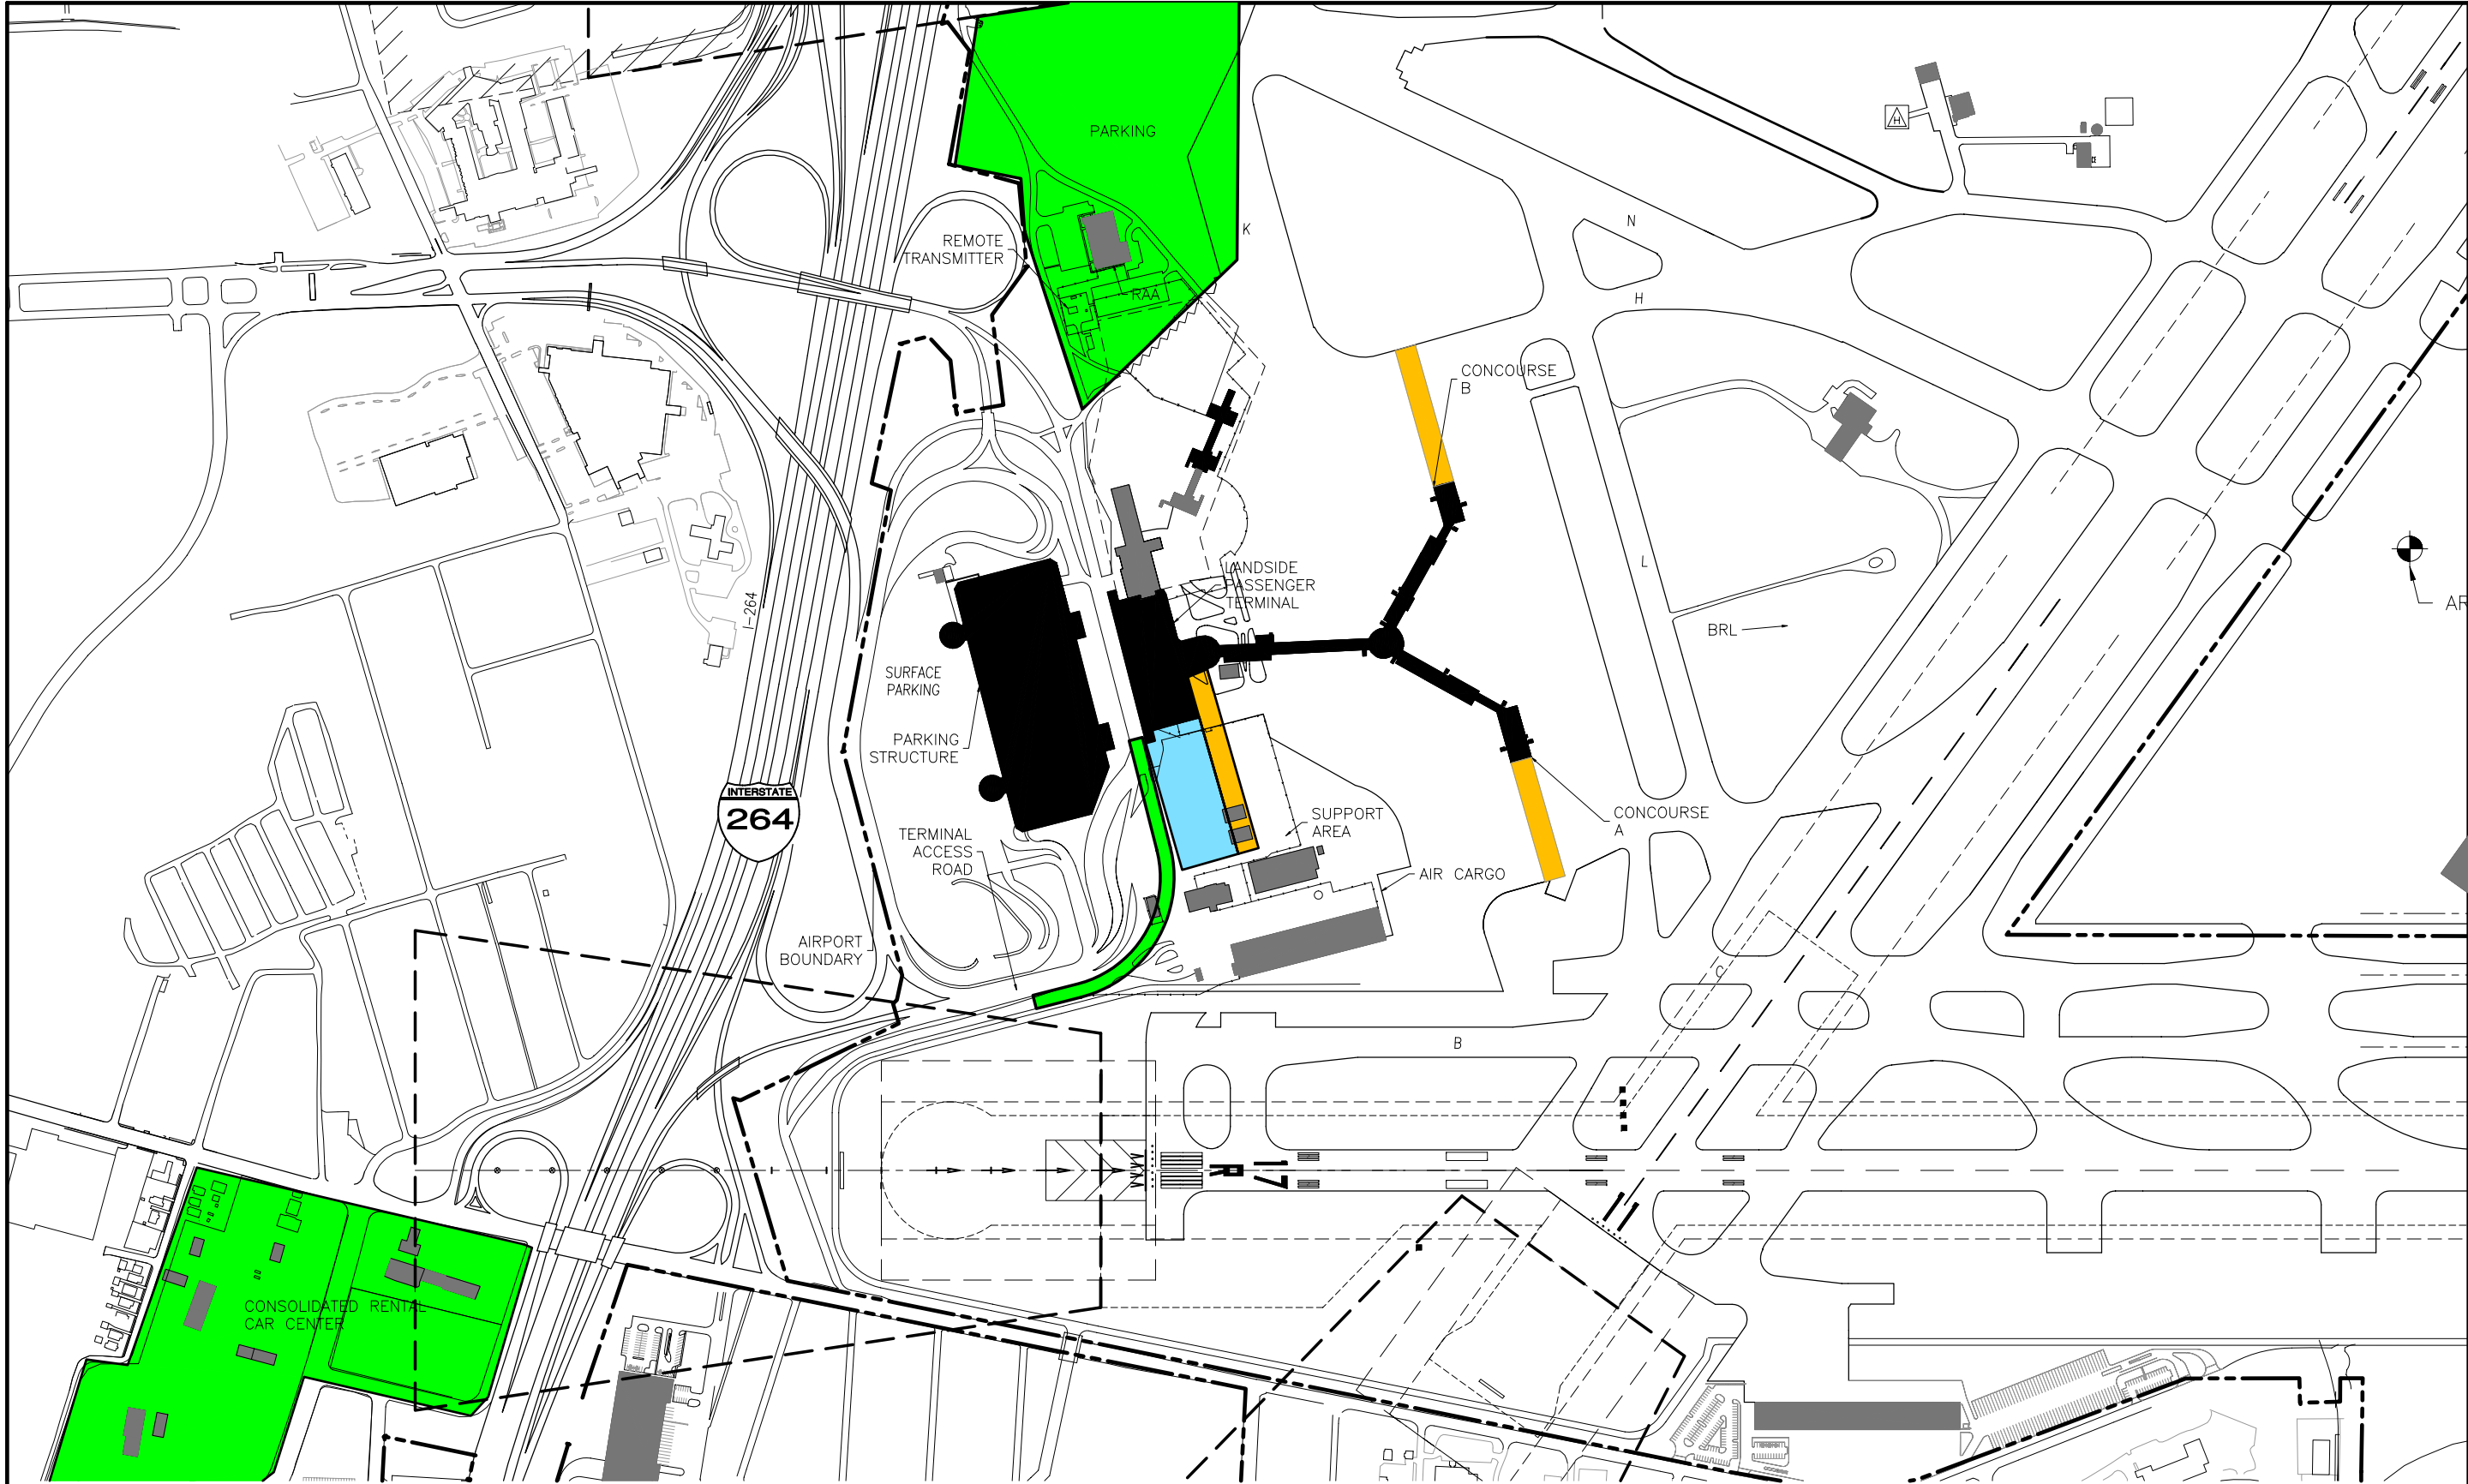 PARKING
H
N
K
REMOTE
TRANSMITTER
RAA
H
CONCOURSE
B
LANDSIDE
PASSENGER
TERMINAL
L
I-264
BRL
AR
SURFACE
PARKING
PARKING
STRUCTURE
INTERSTATE
264
TERMINAL
ACCESS
ROAD
SUPPORT
AREA
CONCOURSE
A
AIR CARGO
AIRPORT
BOUNDARY
C
B
CONSOLIDATED RENTAL
CAR CENTER